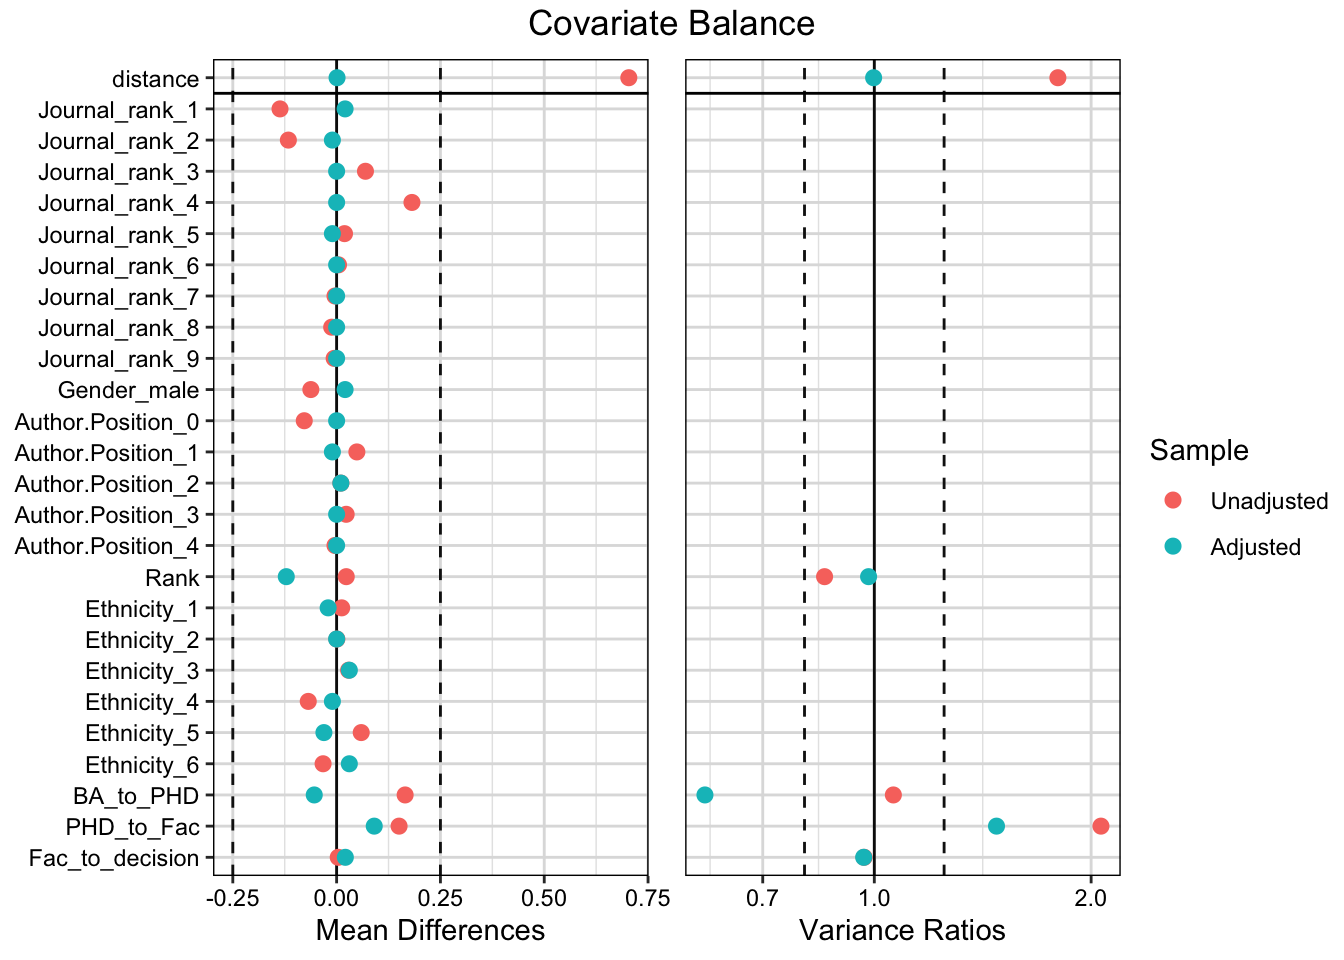 Covariate Balance
distance
Journal_rank_1
Journal_rank_2
Journal_rank_3
Journal_rank_4
Journal_rank_5
Journal_rank_6
Journal_rank_7
Journal_rank_8
Journal_rank_9
Gender_male
Author.Position_0
Author.Position_1
Author.Position_2
Author.Position_3
Author.Position_4
Rank
Ethnicity_1
Ethnicity_2
Ethnicity_3
Ethnicity_4
Ethnicity_5
Ethnicity_6
BA_to_PHD
PHD_to_Fac
Fac_to_decision
-0.25 0.00 0.25 0.50 0.75
Mean Differences
0.7 1.0 2.0
Variance Ratios
Sample
Unadjusted
Adjusted